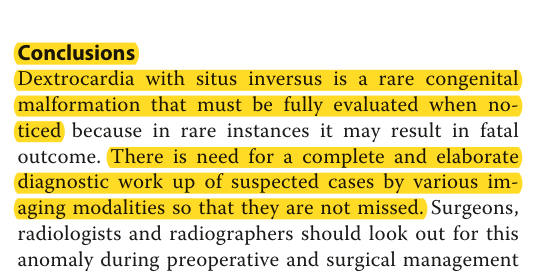 Conclusions
Dextrocardia with situs inversus is a rare congenital
malformation that must be fully evaluated when no-
ticed because in rare instances it may result in fatal
outcome. There is need for a complete and elaborate
diagnostic work up of suspected cases by various im-
aging modalities so that they are not missed. Surgeons,
radiologists and radiographers should look out for this
anomaly during preoperative and surgical management